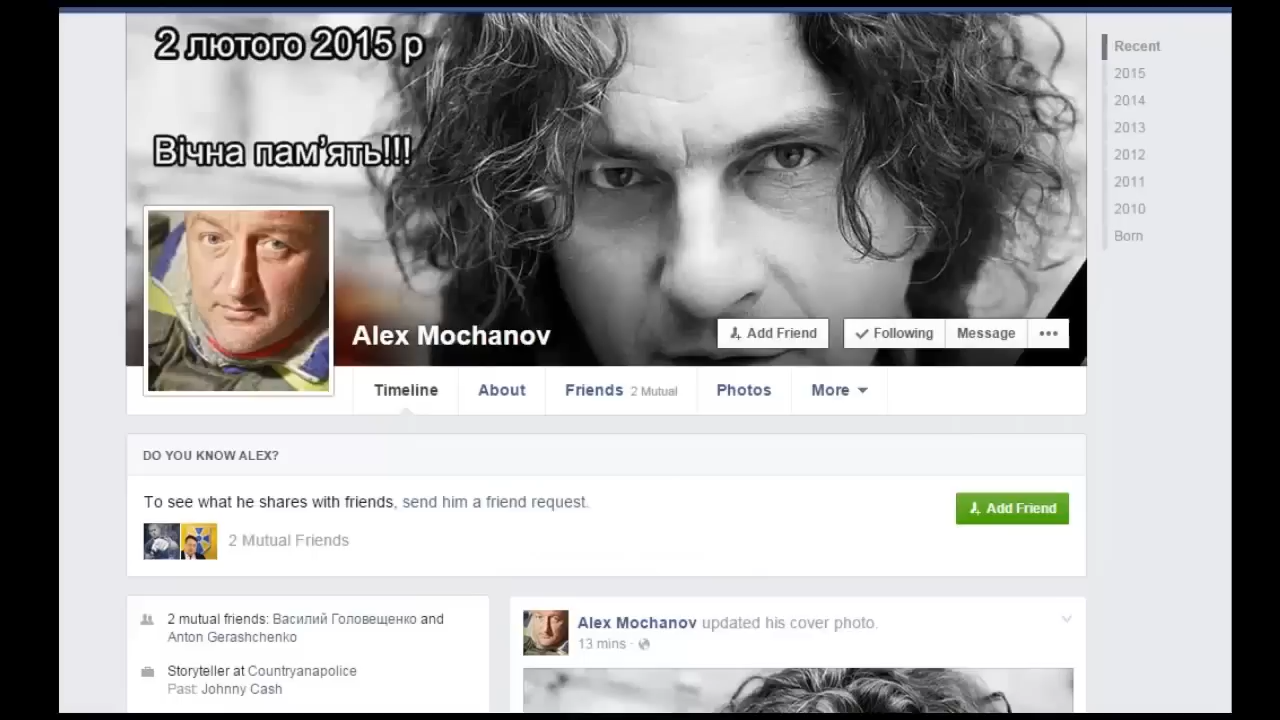 2 лютого 2015 р
Вічна пам'ять!!!
Recent
2015
2014
2013
2012
2011
2010
Born
Alex Mochanov
Add Friend
Following
Message
Timeline
About
Friends 2 Mutual
Photos
More
DO YOU KNOW ALEX?
To see what he shares with friends, send him a friend request.
Add Friend
2 Mutual Friends
2 mutual friends: Василий Головещенко and
Anton Gerashchenko
Storyteller at Countryanapolice
Past: Johnny Cash
Alex Mochanov updated his cover photo.
13 mins ·